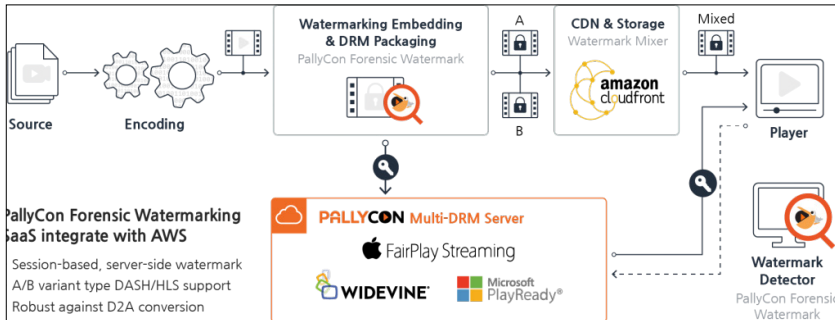 Watermarking Embedding
& DRM Packaging
PallyCon Forensic Watermark
A
B
CDN & Storage
Watermark Mixer
amazon
cloudfront
Mixed
Source
Encoding
Player
PallyCon Forensic Watermarking
SaaS integrate with AWS
Session-based, server-side watermark
A/B variant type DASH/HLS support
Robust against D2A conversion
PALLYCON Multi-DRM Server
FairPlay Streaming
WIDEVINE
Microsoft
PlayReady®
Watermark
Detector
PallyCon Forensic
Watermark